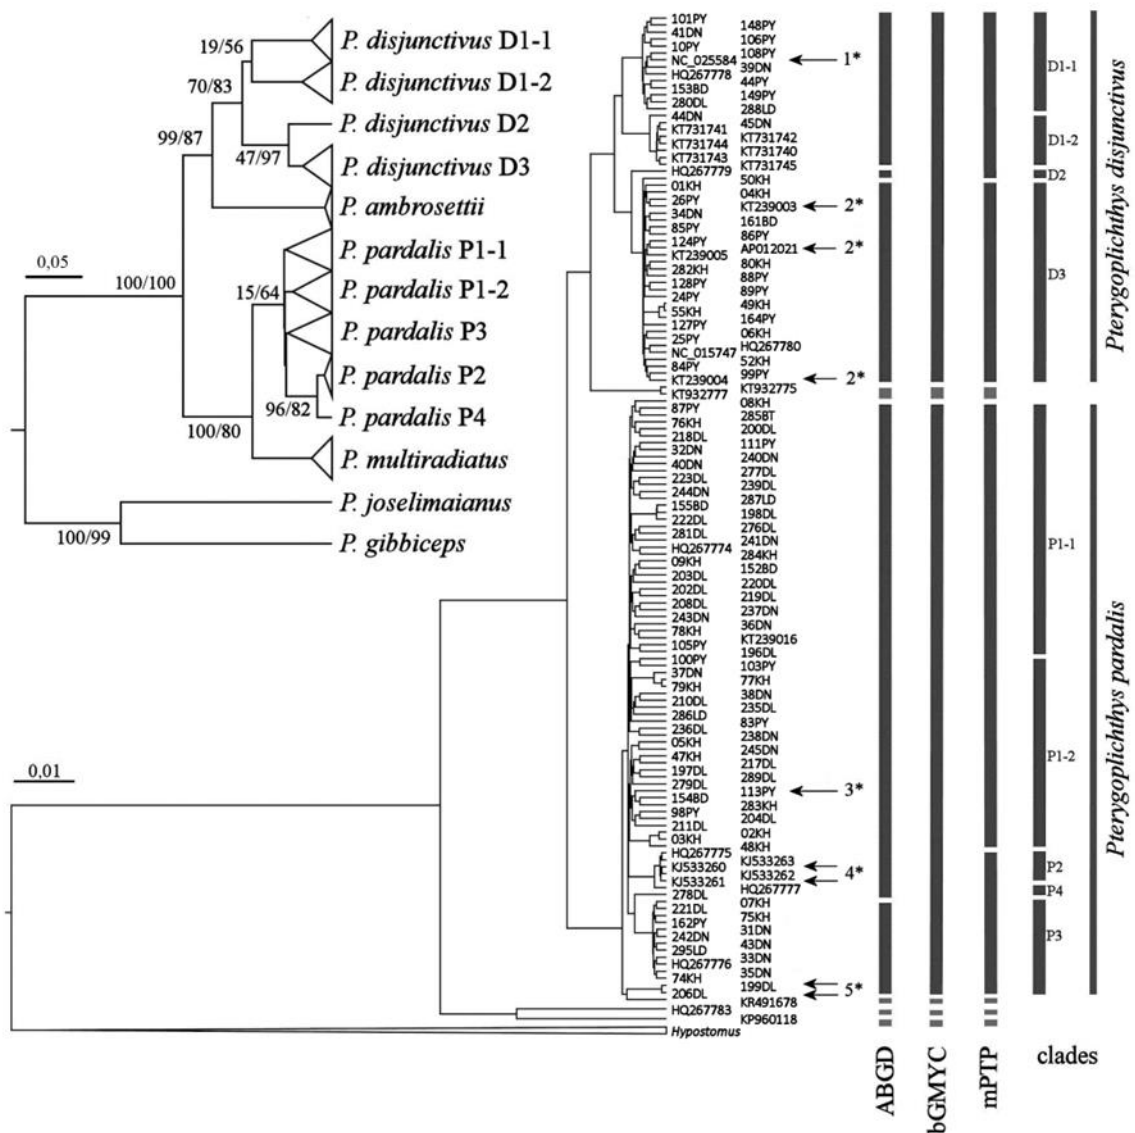 19/56
P. disjunctivus D1-1
70/83
P. disjunctivus D1-2
99/87
P. disjunctivus D2
47/97
P. disjunctivus D3
P. ambrosettii
0,05
P. pardalis P1-1
100/100
15/64
P. pardalis P1-2
P. pardalis P3
P. pardalis P2
96/82
P. pardalis P4
100/80
P. multiradiatus
P. joselimaianus
100/99
P. gibbiceps
0,01
101PY
148PY
41DN
106PY
10PY
108PY
NC_025584
39DN
HQ267778
44PY
153BD
149PY
280DL
288LD
44DN
45DN
KT731741
KT731742
KT731744
KT731740
KT731743
KT731745
HQ267779
50KH
01KH
04KH
26PY
KT239003
34DN
161BD
85PY
86PY
124PY
AP012021
KT239005
80KH
282KH
88PY
128PY
89PY
24PY
49KH
55KH
164PY
127PY
06KH
25PY
HQ267780
NC_015747
52KH
84PY
99PY
KT239004
KT932775
KT932777
08KH
87PY
285BT
76KH
200DL
218DL
111PY
32DN
240DN
40DN
277DL
223DL
239DL
244DN
287LD
155BD
198DL
222DL
276DL
281DL
241DN
HQ267774
284KH
09KH
152BD
203DL
220DL
202DL
219DL
208DL
237DN
243DN
36DN
78KH
KT239016
105PY
196DL
100PY
103PY
37DN
77KH
79KH
38DN
210DL
235DL
286LD
83PY
236DL
238DN
05KH
245DN
47KH
217DL
197DL
289DL
279DL
113PY
154BD
283KH
98PY
204DL
211DL
02KH
03KH
48KH
HQ267775
KJ533263
KJ533260
KJ533262
KJ533261
HQ267777
278DL
07KH
221DL
75KH
162PY
31DN
242DN
43DN
295LD
33DN
HQ267776
35DN
74KH
199DL
206DL
KR491678
HQ267783
KP960118
Hypostomus
1*
2*
2*
2*
3*
4*
5*
D1-1
D1-2
D2
D3
P1-1
P1-2
P2
P4
P3
Pterygoplichthys disjunctivus
Pterygoplichthys pardalis
ABGD
bGMYC
mPTP
clades